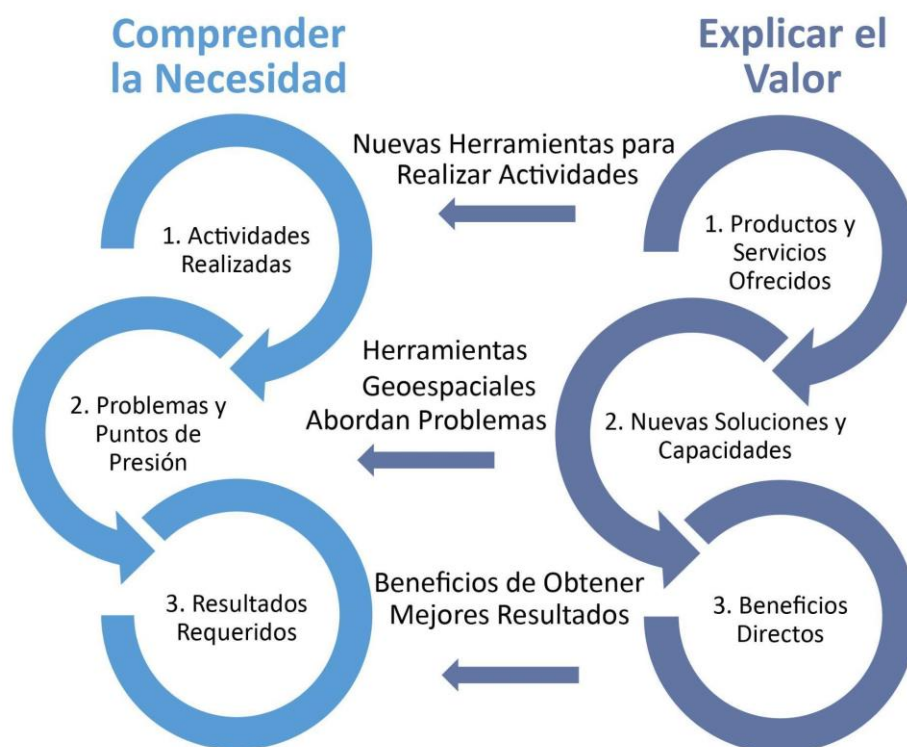 Comprender
la Necesidad
Explicar el
Valor
Nuevas Herramientas para
Realizar Actividades
1. Actividades
Realizadas
1. Productos y
Servicios
Ofrecidos
Herramientas
Geoespaciales
Abordan Problemas
2. Problemas y
Puntos de
Presión
2. Nuevas Soluciones y
Capacidades
Beneficios de Obtener
Mejores Resultados
3. Resultados
Requeridos
3. Beneficios
Directos